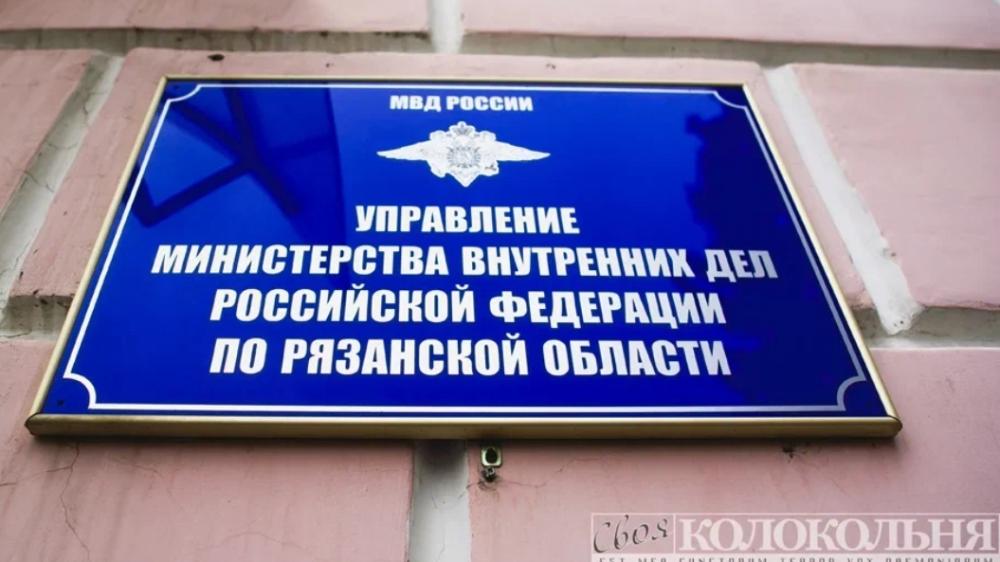 МВД РОССИИ
УПРАВЛЕНИЕ
МИНИСТЕРСТВА ВНУТРЕННИХ ДЕЛ
РОССИЙСКОЙ ФЕДЕРАЦИИ
ПО РЯЗАНСКОЙ ОБЛАСТИ
Своя КОЛОКОЛЬНЯ